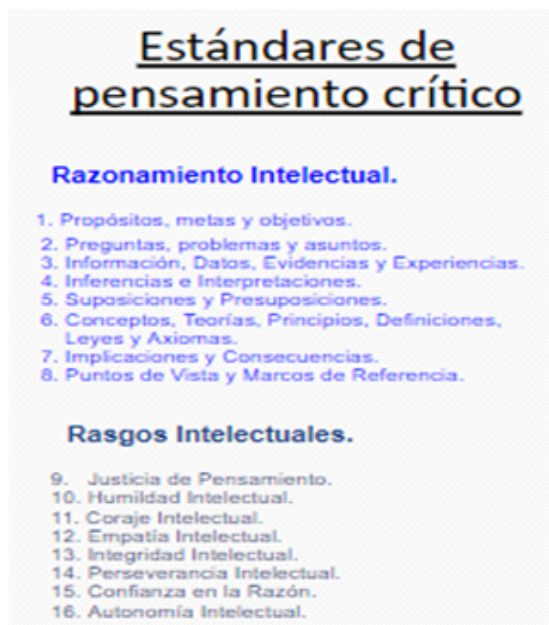 Estándares de
pensamiento crítico
Razonamiento Intelectual.
1. Propósitos, metas y objetivos.
2. Preguntas, problemas y asuntos.
3. Información, Datos, Evidencias y Experiencias.
4. Inferencias e Interpretaciones.
5. Suposiciones y Presuposiciones.
6. Conceptos, Teorías, Principios, Definiciones,
Leyes y Axiomas.
7. Implicaciones y Consecuencias.
8. Puntos de Vista y Marcos de Referencia.
Rasgos Intelectuales.
9. Justicia de Pensamiento.
10. Humildad Intelectual.
11. Coraje Intelectual.
12. Empatía Intelectual.
13. Integridad Intelectual.
14. Perseverancia Intelectual.
15. Confianza en la Razón.
16. Autonomía Intelectual.